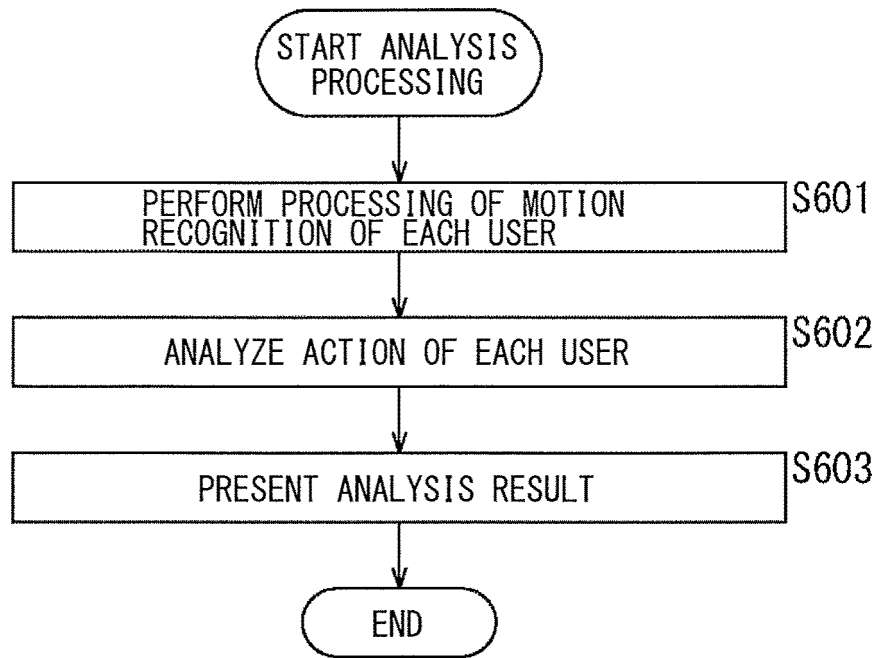 START ANALYSIS
PROCESSING
PERFORM PROCESSING OF MOTION
RECOGNITION OF EACH USER
S601
ANALYZE ACTION OF EACH USER
S602
PRESENT ANALYSIS RESULT
S603
END